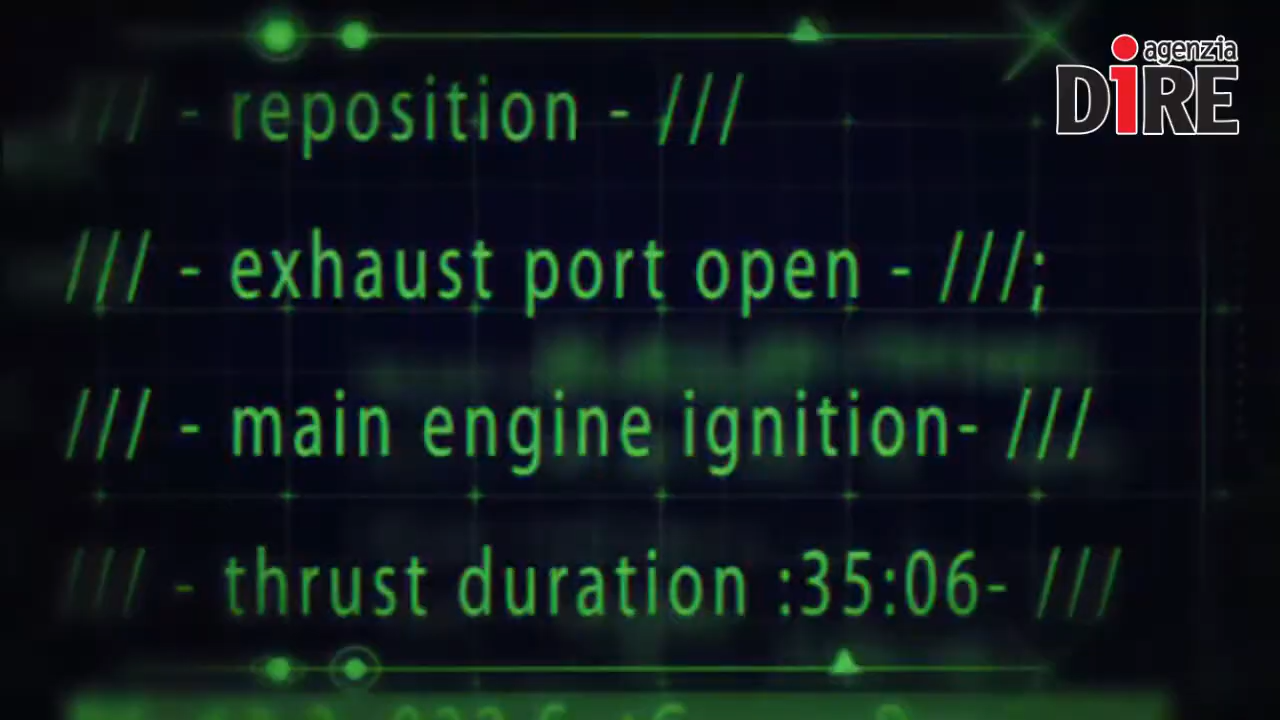 agenzia
DiRE
/// - reposition - ///
/// - exhaust port open - ///;
/// - main engine ignition- ///
/// - thrust duration :35:06- ///